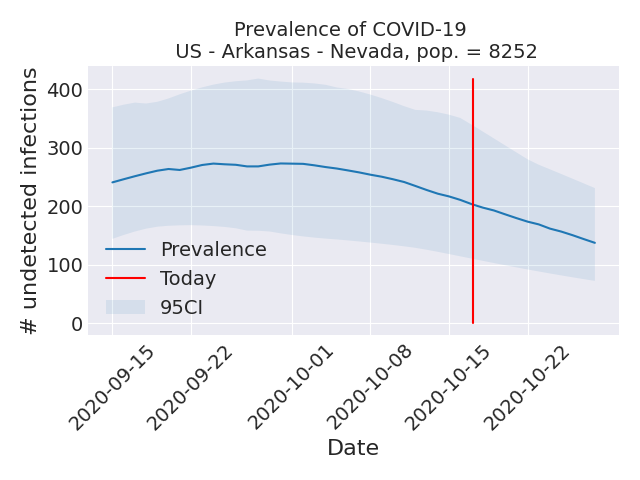 Prevalence of COVID-19
US - Arkansas - Nevada, pop. = 8252
# undetected infections
400
300
200
100
0
Prevalence
Today
95CI
2020-09-15
2020-09-22
2020-10-01
2020-10-08
2020-10-15
2020-10-22
Date